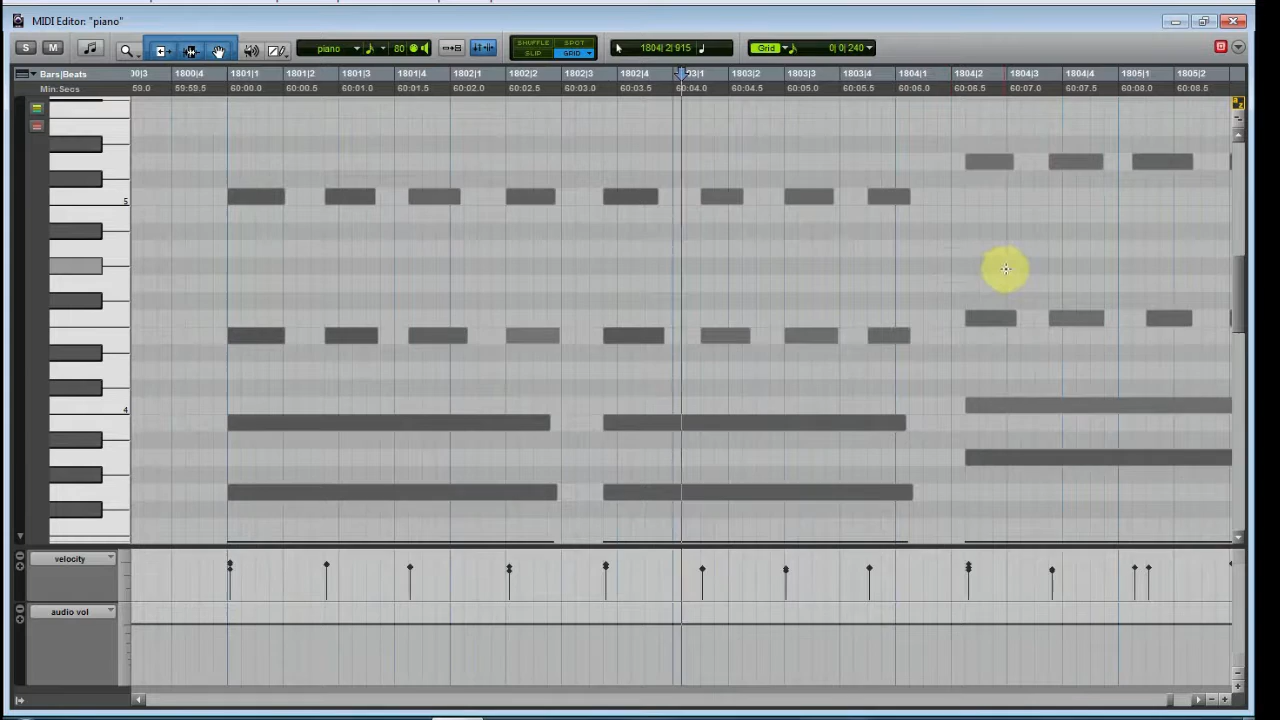 MIDI Editor: "piano"
S M piano 80 SHUFFLE SPOT SLIP GRID 1804| 2| 915 Grid 0| 0| 240
Bars|Beats 00|3 1800|4 1801|1 1801|2 1801|3 1801|4 1802|1 1802|2 1802|3 1802|4 03|1 1803|2 1803|3 1803|4 1804|1 1804|2 1804|3 1804|4 1805|1 1805|2
Min:Secs 59.0 59:59.5 60:00.0 60:00.5 60:01.0 60:01.5 60:02.0 60:02.5 60:03.0 60:03.5 60:04.0 60:04.5 60:05.0 60:05.5 60:06.0 60:06.5 60:07.0 60:07.5 60:08.0 60:08.5
a z
5
4
velocity
audio vol